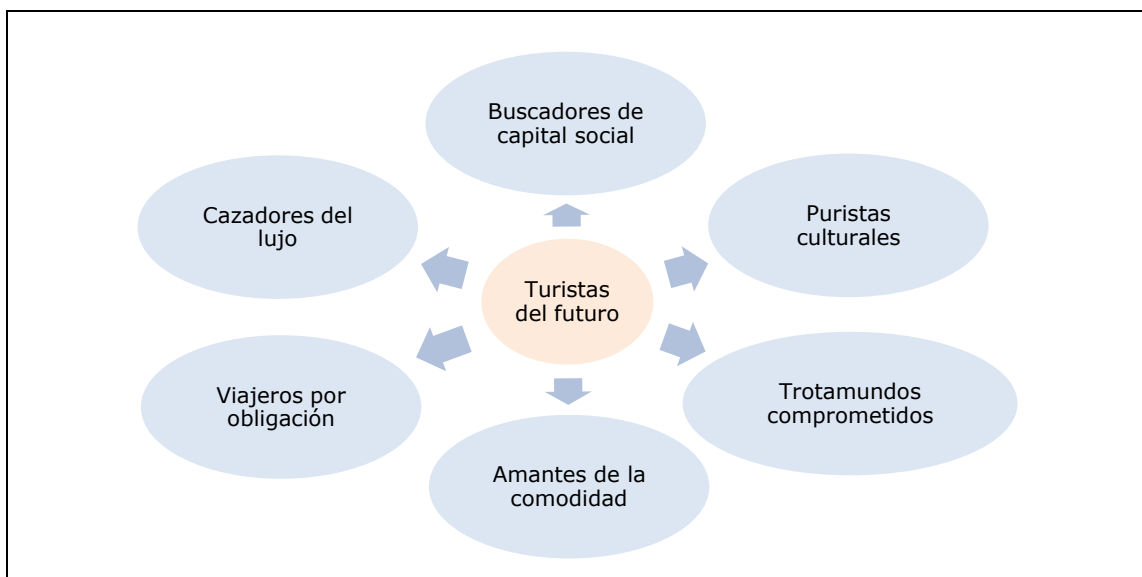 Buscadores de
capital social
Cazadores del
lujo
Puristas
culturales
Turistas
del futuro
Viajeros por
obligación
Trotamundos
comprometidos
Amantes de la
comodidad